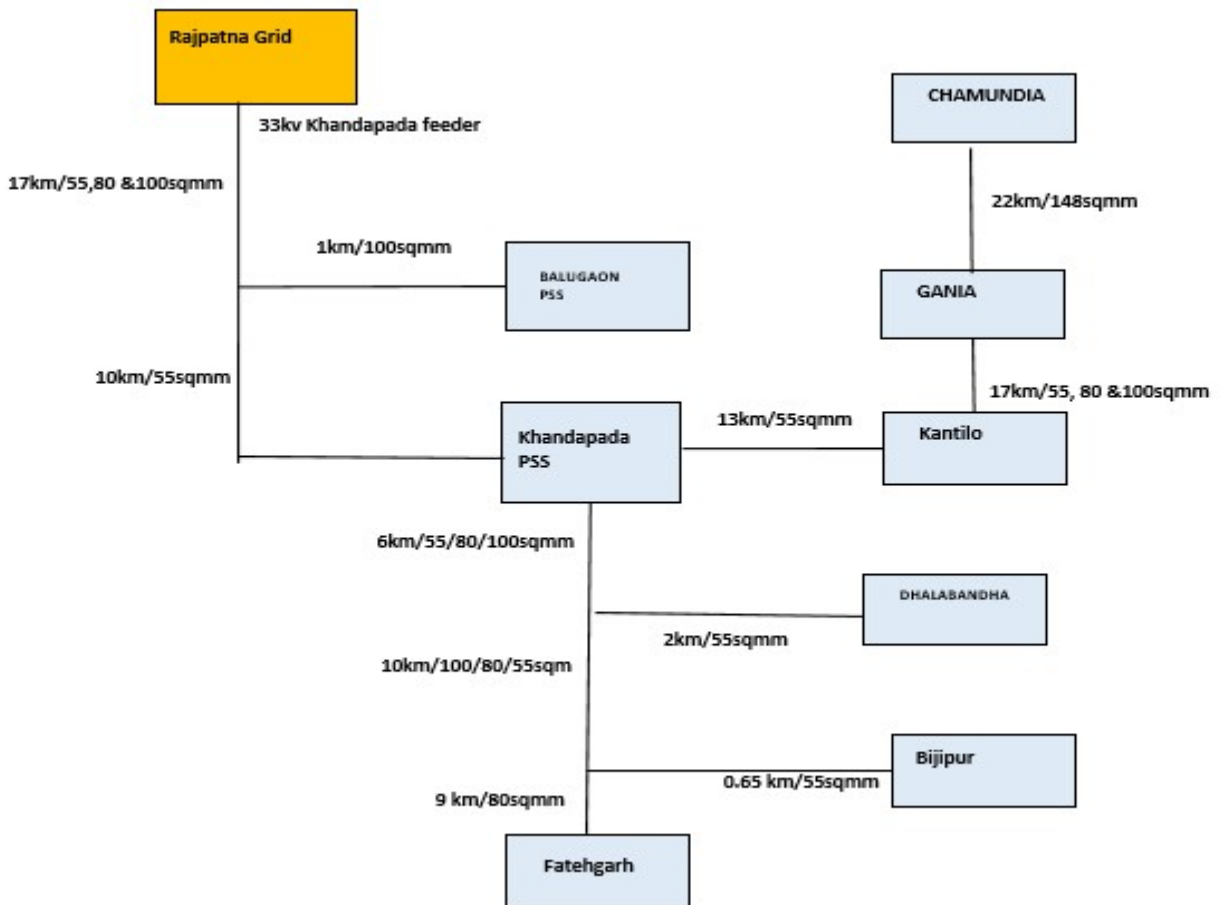 Rajpatna Grid
CHAMUNDIA
33kv Khandapada feeder
17km/55,80 &100sqmm
22km/148sqmm
1km/100sqmm
BALUGAON
PSS
GANIA
10km/55sqmm
17km/55, 80 &100sqmm
Khandapada
PSS
13km/55sqmm
Kantilo
6km/55/80/100sqmm
DHALABANDHA
2km/55sqmm
10km/100/80/55sqm
Bijipur
0.65 km/55sqmm
9 km/80sqmm
Fatehgarh